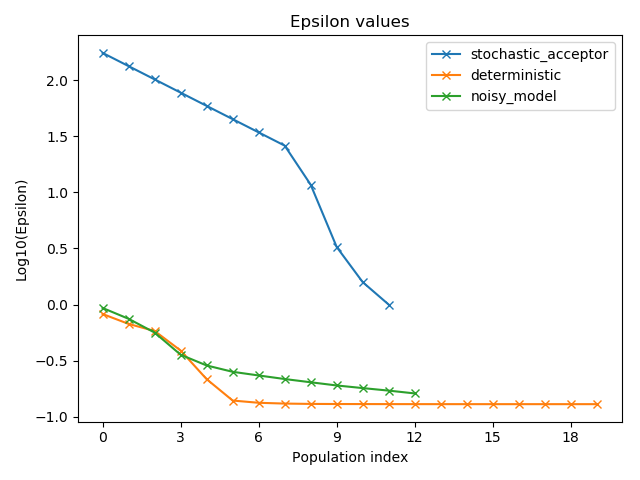 Epsilon values
stochastic_acceptor
deterministic
noisy_model
Log10(Epsilon)
2.0
1.5
1.0
0.5
0.0
−0.5
−1.0
0 3 6 9 12 15 18
Population index